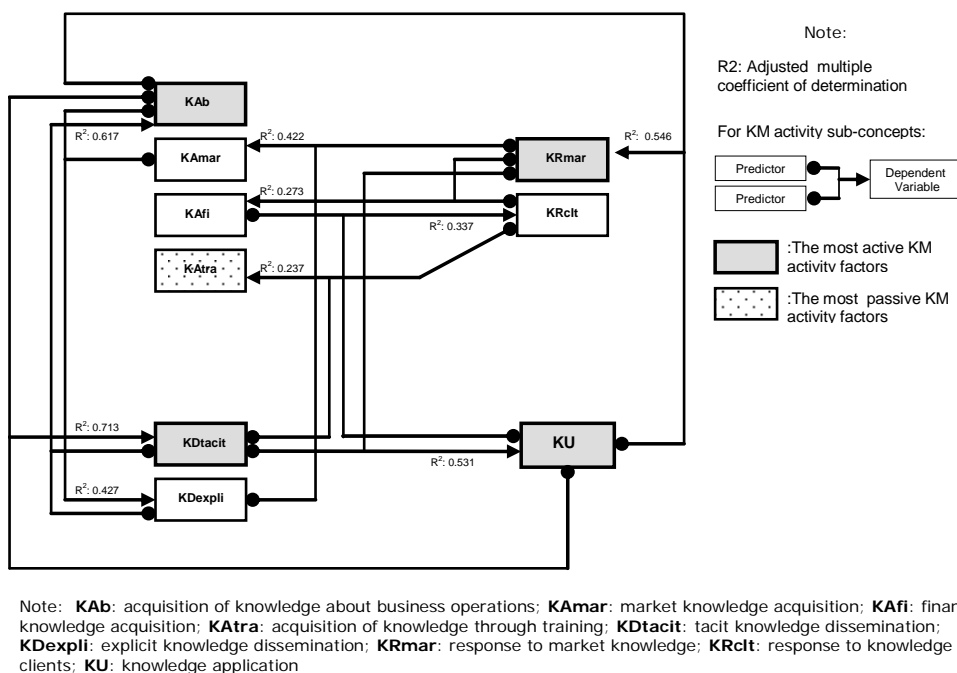 Note:
R2: Adjusted multiple
coefficient of determination
For KM activity sub-concepts:
Predictor
Predictor
Dependent
Variable
:The most active KM
activity factors
:The most passive KM
activity factors
KAb
R²: 0.617
KAmar
R²: 0.422
KAfi
R²: 0.273
KAtra
R²: 0.237
KRmar
R²: 0.546
KRclt
R²: 0.337
R²: 0.713
KDtacit
R²: 0.427
KDexpli
KU
R²: 0.531
Note: KAb: acquisition of knowledge about business operations; KAmar: market knowledge acquisition; KAfi: finan
knowledge acquisition; KAtra: acquisition of knowledge through training; KDtacit: tacit knowledge dissemination;
KDexpli: explicit knowledge dissemination; KRmar: response to market knowledge; KRclt: response to knowledge
clients; KU: knowledge application